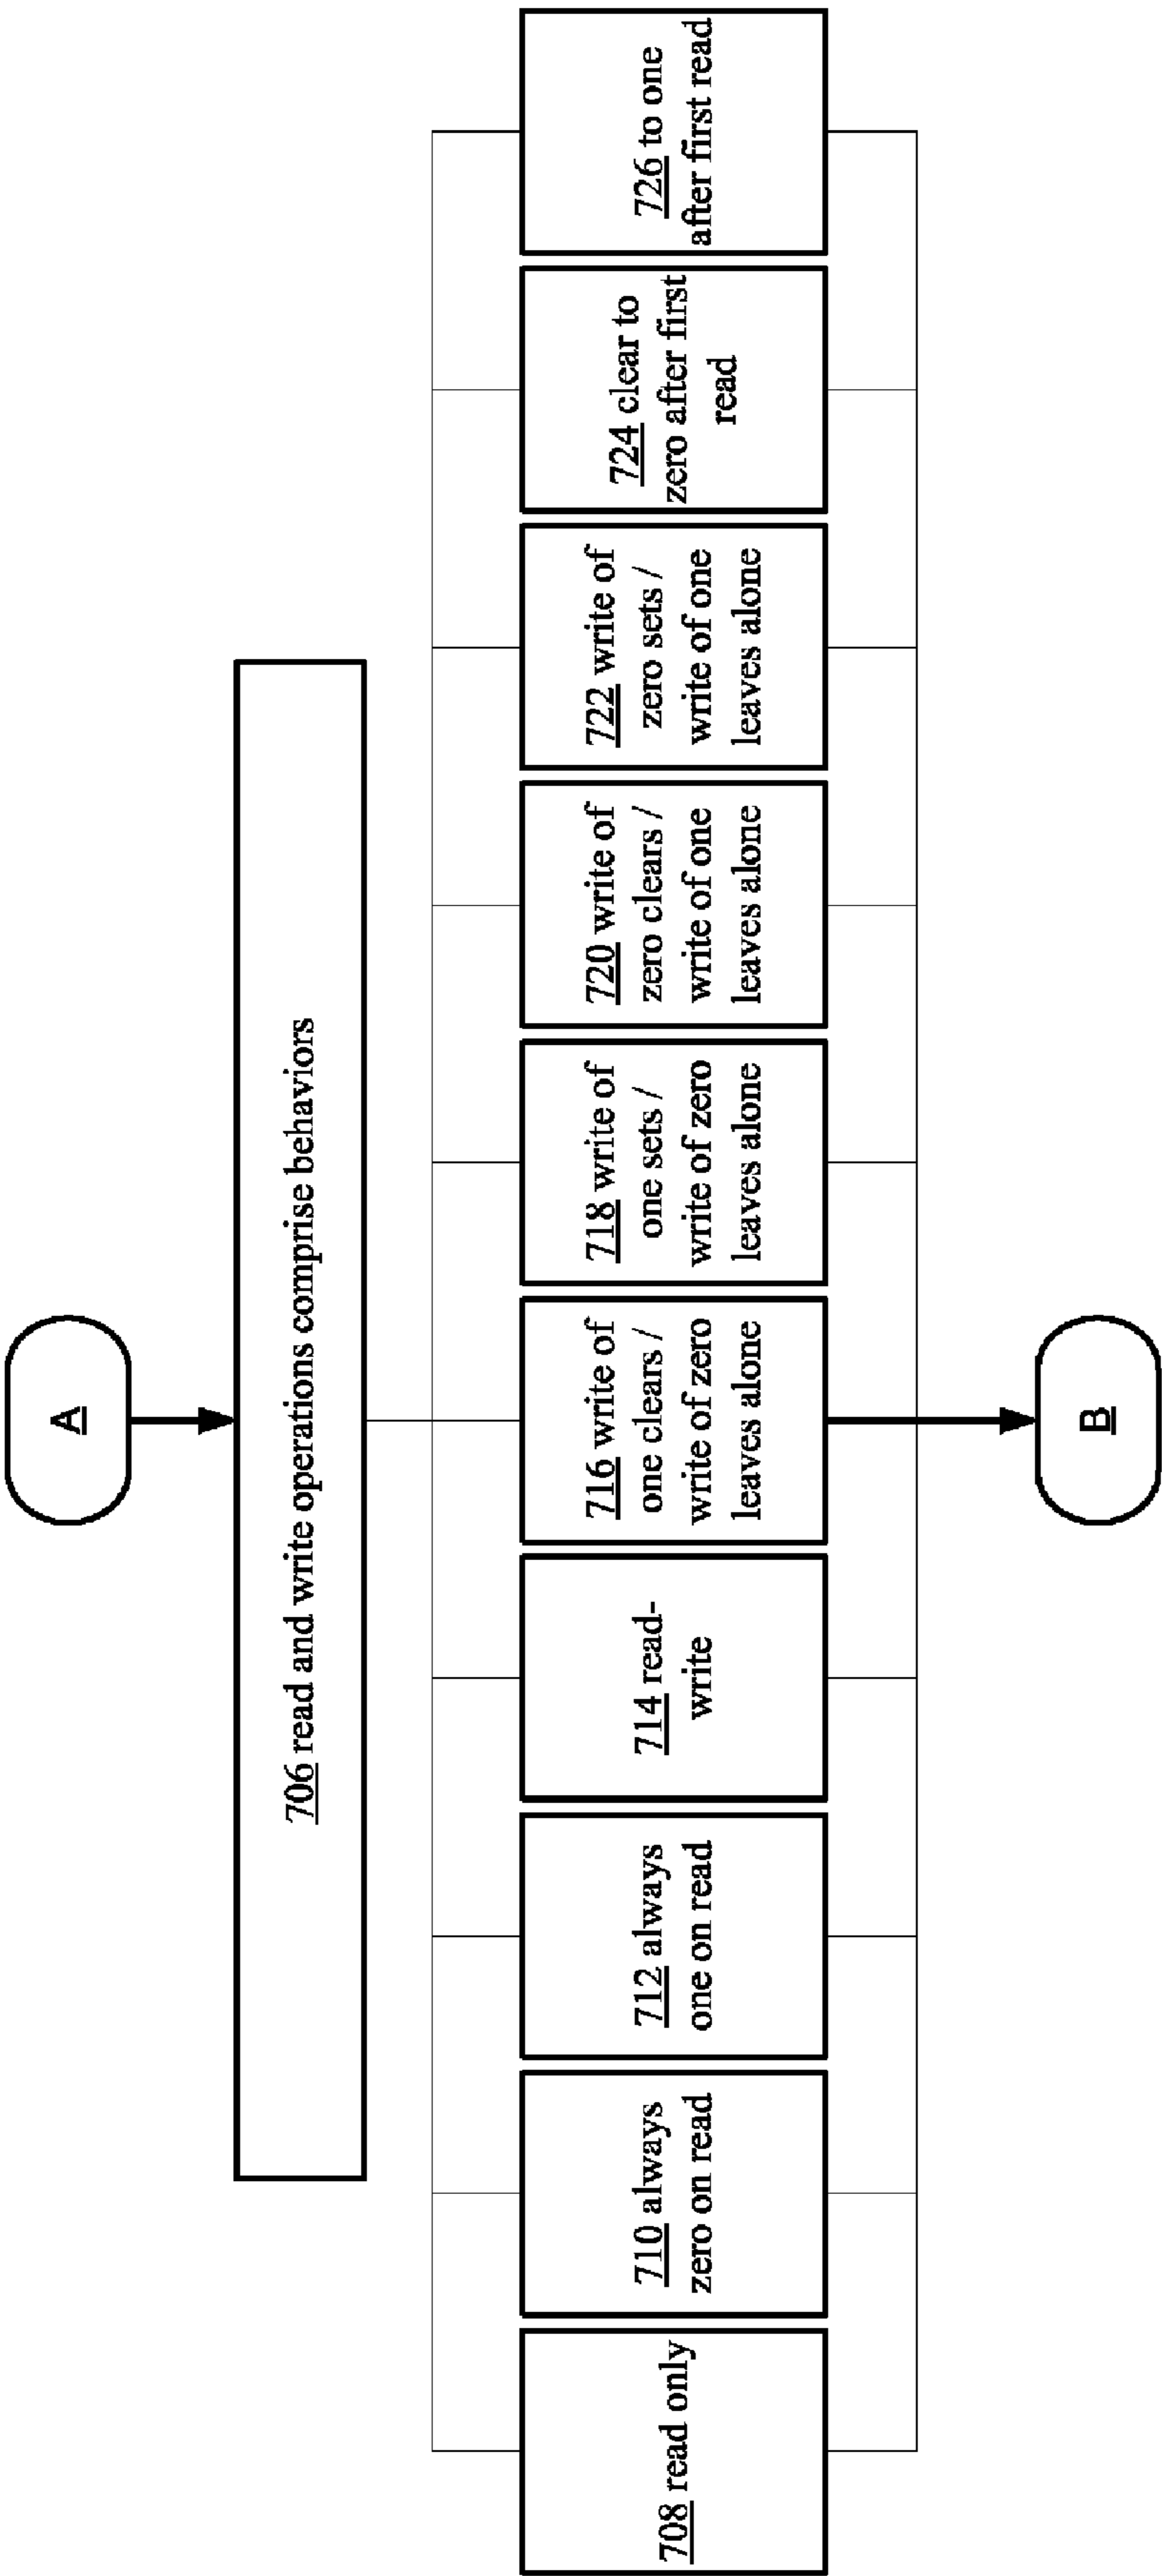 A
706 read and write operations comprise behaviors
708 read only
710 always
zero on read
712 always
one on read
714 read-
write
716 write of
one clears /
write of zero
leaves alone
718 write of
one sets /
write of zero
leaves alone
720 write of
zero clears /
write of one
leaves alone
722 write of
zero sets /
write of one
leaves alone
724 clear to
zero after first
read
726 to one
after first read
B